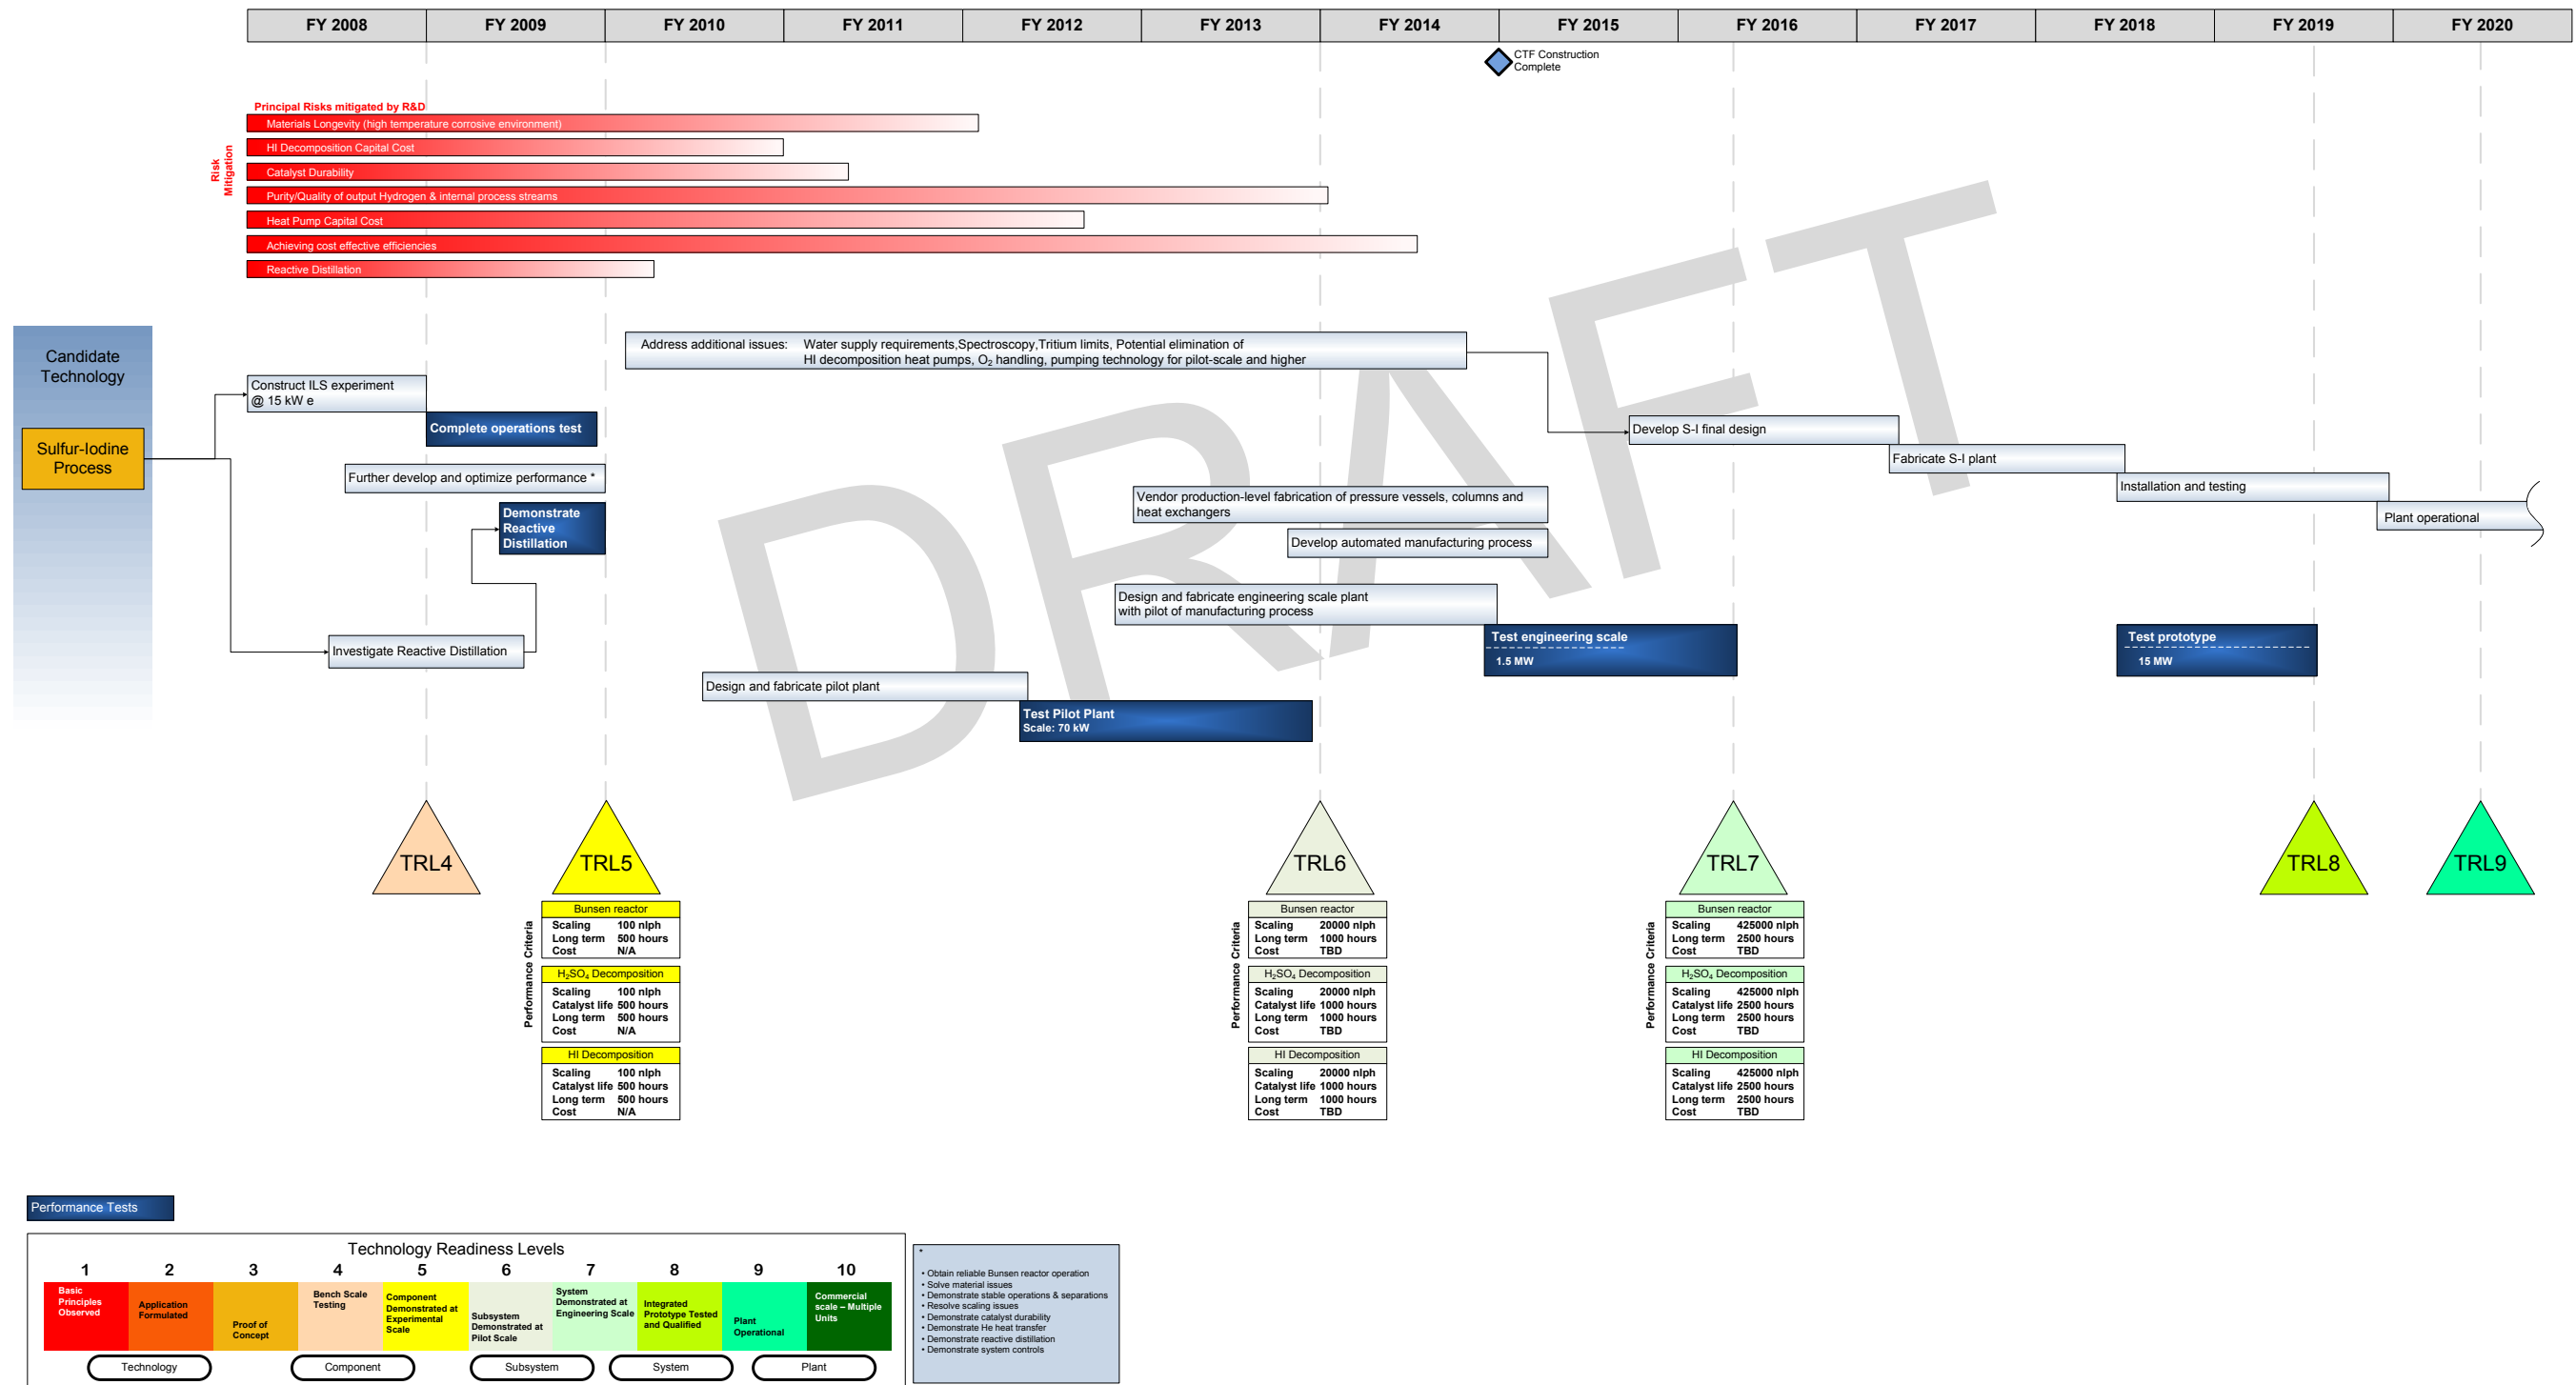 FY 2008 FY 2009 FY 2010 FY 2011 FY 2012 FY 2013 FY 2014 FY 2015 FY 2016 FY 2017 FY 2018 FY 2019 FY 2020
CTF Construction
Complete
Principal Risks mitigated by R&D
Risk
Mitigation
Materials Longevity (high temperature corrosive environment)
HI Decomposition Capital Cost
Catalyst Durability
Purity/Quality of output Hydrogen & internal process streams
Heat Pump Capital Cost
Achieving cost effective efficiencies
Reactive Distillation
DRAFT
Candidate
Technology
Sulfur-Iodine
Process
Address additional issues: Water supply requirements,Spectroscopy,Tritium limits, Potential elimination of
HI decomposition heat pumps, O₂ handling, pumping technology for pilot-scale and higher
Construct ILS experiment
@ 15 kW e
Complete operations test
Further develop and optimize performance *
Demonstrate
Reactive
Distillation
Investigate Reactive Distillation
Develop S-I final design
Fabricate S-I plant
Installation and testing
Plant operational
Vendor production-level fabrication of pressure vessels, columns and
heat exchangers
Develop automated manufacturing process
Design and fabricate engineering scale plant
with pilot of manufacturing process
Test engineering scale
1.5 MW
Test prototype
15 MW
Design and fabricate pilot plant
Test Pilot Plant
Scale: 70 kW
TRL4
TRL5
TRL6
TRL7
TRL8
TRL9
Performance Criteria
Bunsen reactor
Scaling 100 nlph
Long term 500 hours
Cost N/A
H₂SO₄ Decomposition
Scaling 100 nlph
Catalyst life 500 hours
Long term 500 hours
Cost N/A
HI Decomposition
Scaling 100 nlph
Catalyst life 500 hours
Long term 500 hours
Cost N/A
Performance Criteria
Bunsen reactor
Scaling 20000 nlph
Long term 1000 hours
Cost TBD
H₂SO₄ Decomposition
Scaling 20000 nlph
Catalyst life 1000 hours
Long term 1000 hours
Cost TBD
HI Decomposition
Scaling 20000 nlph
Catalyst life 1000 hours
Long term 1000 hours
Cost TBD
Performance Criteria
Bunsen reactor
Scaling 425000 nlph
Long term 2500 hours
Cost TBD
H₂SO₄ Decomposition
Scaling 425000 nlph
Catalyst life 2500 hours
Long term 2500 hours
Cost TBD
HI Decomposition
Scaling 425000 nlph
Catalyst life 2500 hours
Long term 2500 hours
Cost TBD
Performance Tests
Technology Readiness Levels
1 2 3 4 5 6 7 8 9 10
Basic
Principles
Observed
Application
Formulated
Proof of
Concept
Bench Scale
Testing
Component
Demonstrated at
Experimental
Scale
Subsystem
Demonstrated at
Pilot Scale
System
Demonstrated at
Engineering Scale
Integrated
Prototype Tested
and Qualified
Plant
Operational
Commercial
scale – Multiple
Units
Technology Component Subsystem System Plant
*
• Obtain reliable Bunsen reactor operation
• Solve material issues
• Demonstrate stable operations & separations
• Resolve scaling issues
• Demonstrate catalyst durability
• Demonstrate He heat transfer
• Demonstrate reactive distillation
• Demonstrate system controls